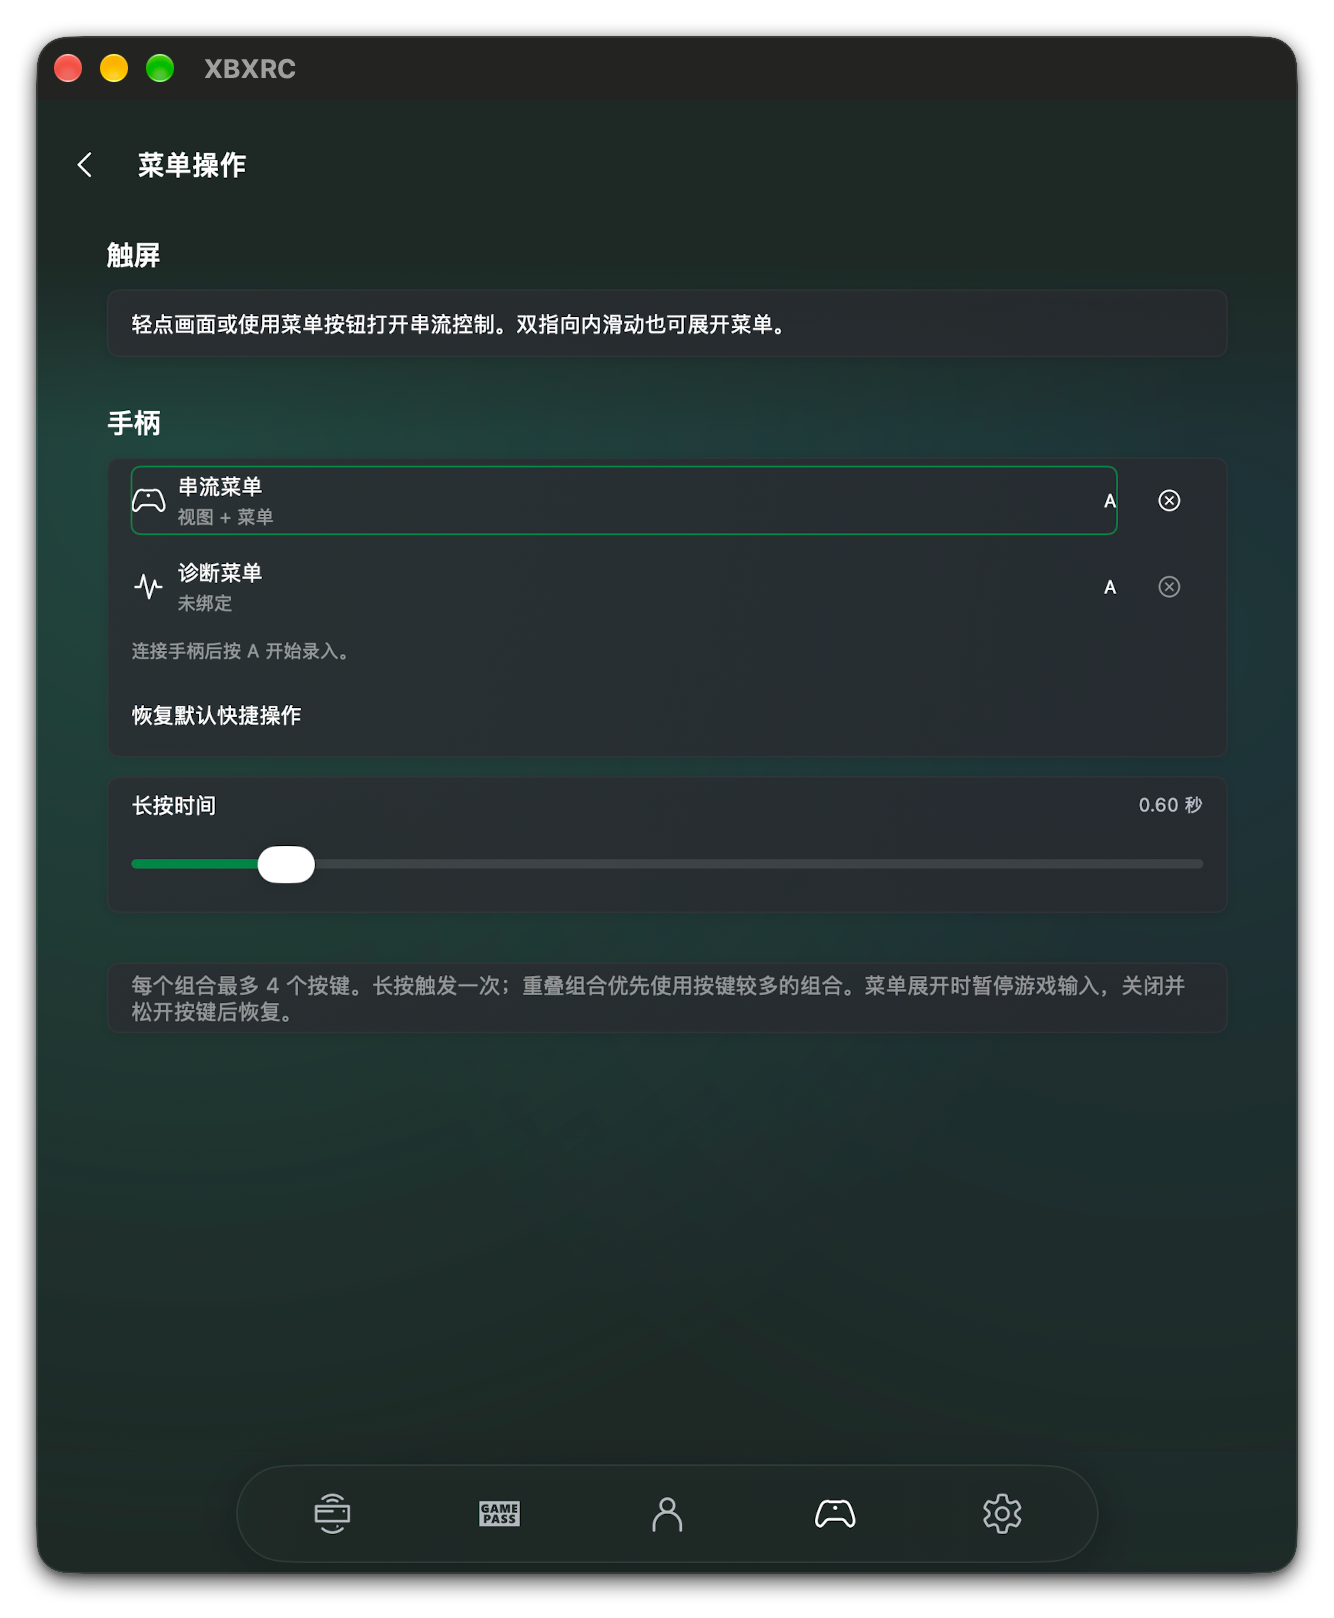 XBXRC
菜单操作
触屏
轻点画面或使用菜单按钮打开串流控制。双指向内滑动也可展开菜单。
手柄
串流菜单
视图 + 菜单
A
诊断菜单
未绑定
A
连接手柄后按 A 开始录入。
恢复默认快捷操作
长按时间
0.60 秒
每个组合最多 4 个按键。长按触发一次；重叠组合优先使用按键较多的组合。菜单展开时暂停游戏输入，关闭并
松开按键后恢复。
GAME
PASS